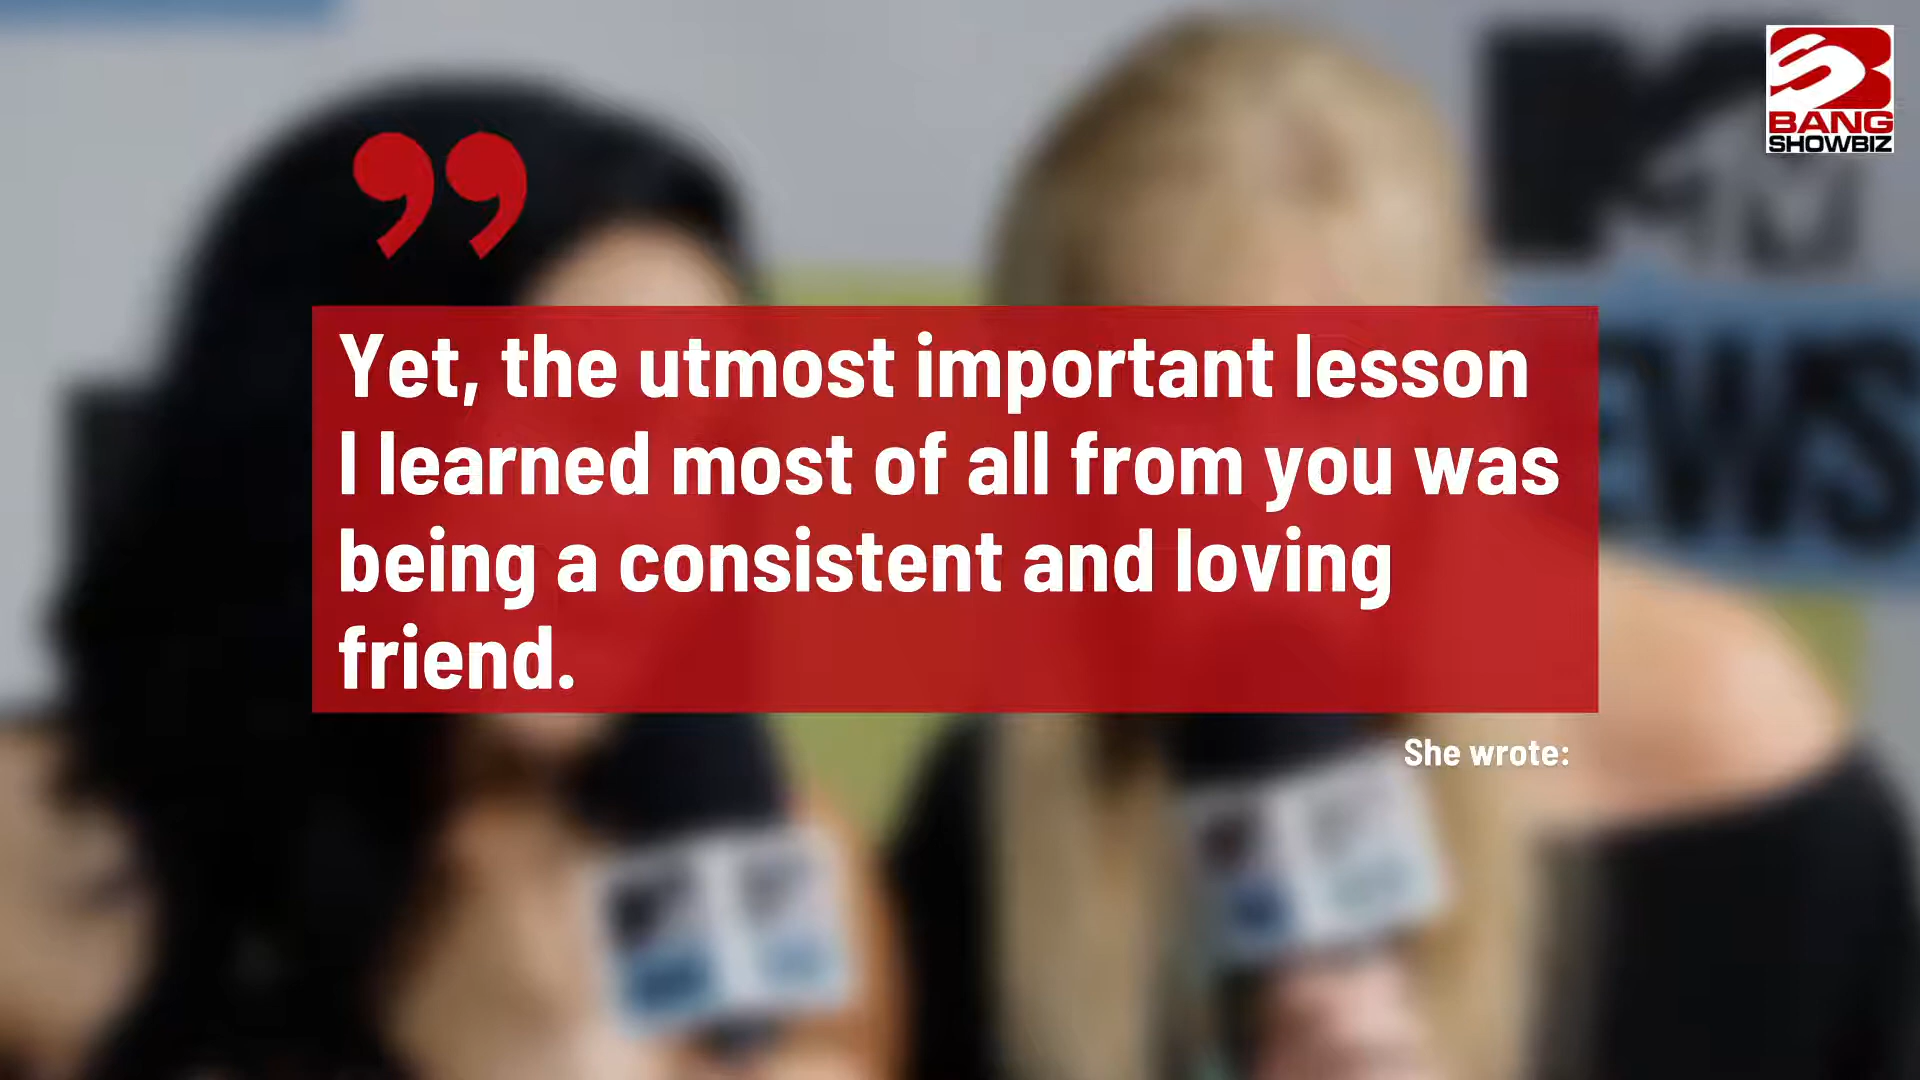 BANG
SHOWBIZ
”
Yet, the utmost important lesson
I learned most of all from you was
being a consistent and loving
friend.
She wrote:
EWS